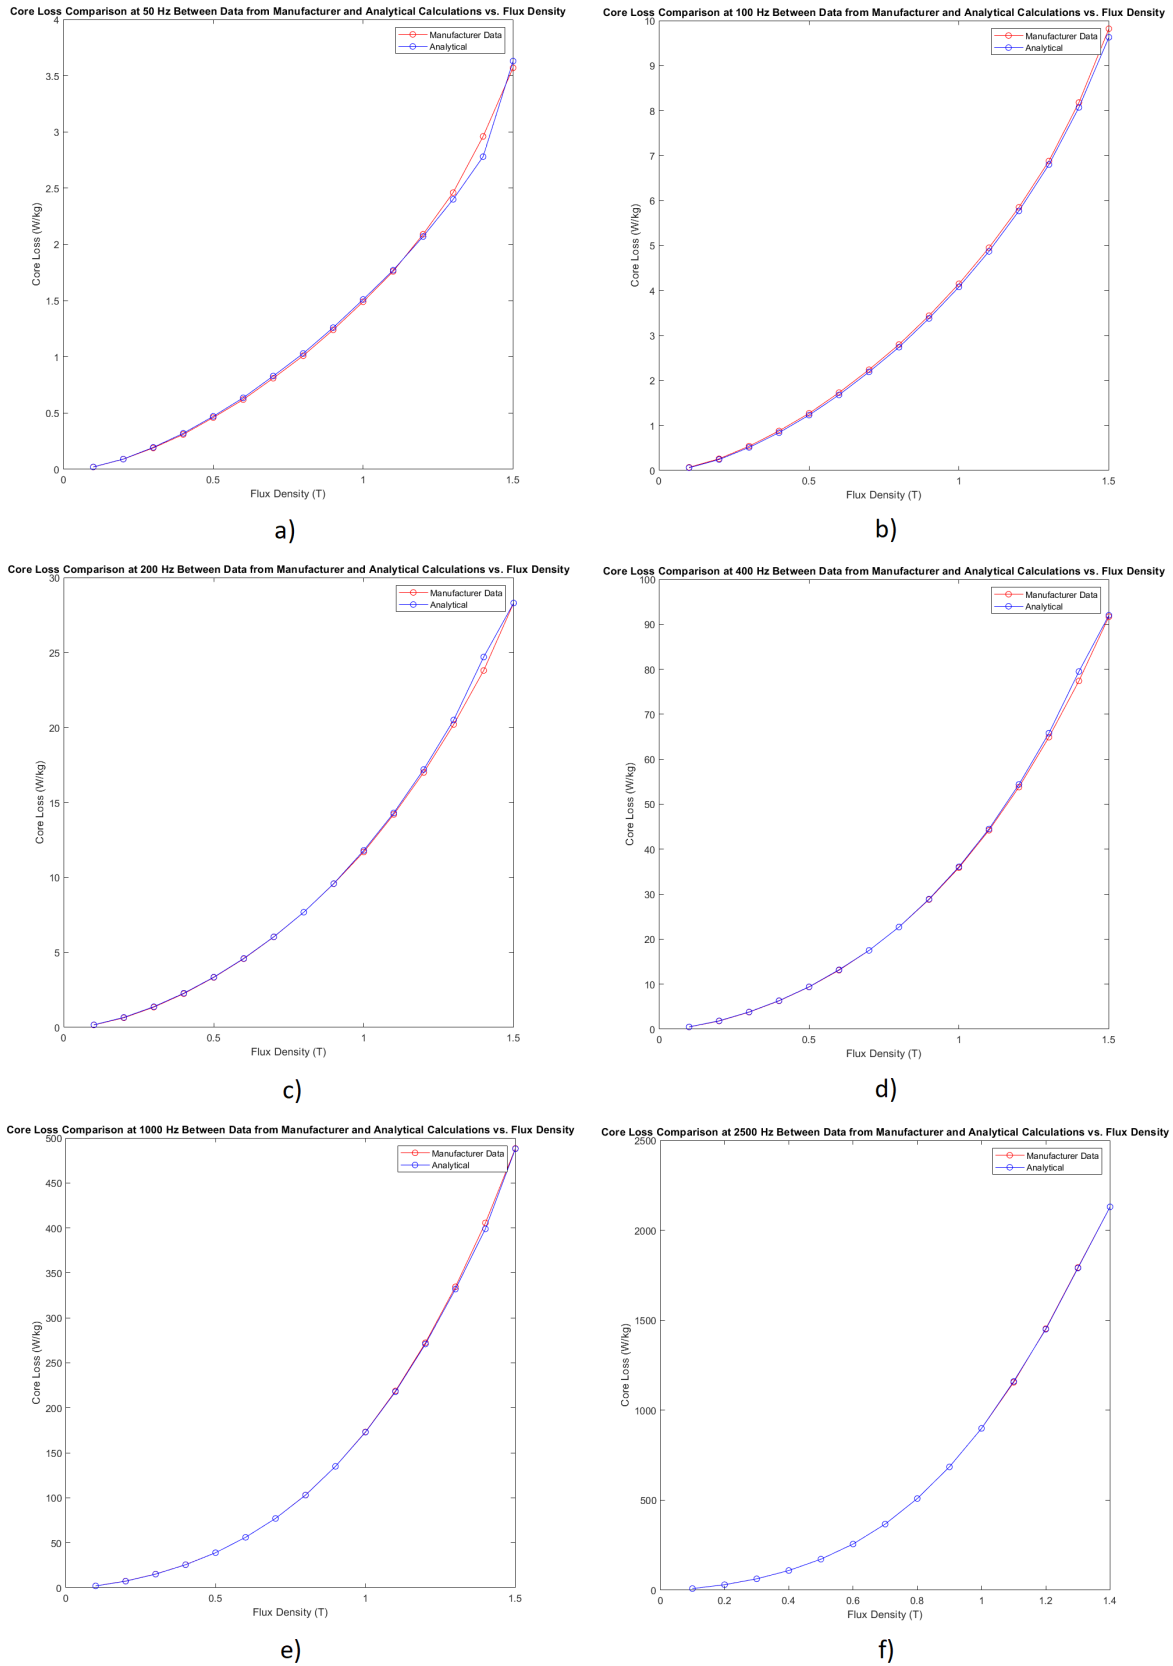 Core Loss Comparison at 50 Hz Between Data from Manufacturer and Analytical Calculations vs. Flux Density
4
3.5
3
2.5
2
1.5
1
0.5
0
Core Loss (W/kg)
Manufacturer Data
Analytical
0
0.5
1
1.5
Flux Density (T)
a)
Core Loss Comparison at 100 Hz Between Data from Manufacturer and Analytical Calculations vs. Flux Density
10
9
8
7
6
5
4
3
2
1
0
Core Loss (W/kg)
Manufacturer Data
Analytical
0
0.5
1
1.5
Flux Density (T)
b)
Core Loss Comparison at 200 Hz Between Data from Manufacturer and Analytical Calculations vs. Flux Density
30
25
20
15
10
5
0
Core Loss (W/kg)
Manufacturer Data
Analytical
0
0.5
1
1.5
Flux Density (T)
c)
Core Loss Comparison at 400 Hz Between Data from Manufacturer and Analytical Calculations vs. Flux Density
100
90
80
70
60
50
40
30
20
10
0
Core Loss (W/kg)
Manufacturer Data
Analytical
0
0.5
1
1.5
Flux Density (T)
d)
Core Loss Comparison at 1000 Hz Between Data from Manufacturer and Analytical Calculations vs. Flux Density
500
450
400
350
300
250
200
150
100
50
0
Core Loss (W/kg)
Manufacturer Data
Analytical
0
0.5
1
1.5
Flux Density (T)
e)
Core Loss Comparison at 2500 Hz Between Data from Manufacturer and Analytical Calculations vs. Flux Density
2500
2000
1500
1000
500
0
Core Loss (W/kg)
Manufacturer Data
Analytical
0
0.2
0.4
0.6
0.8
1
1.2
1.4
Flux Density (T)
f)